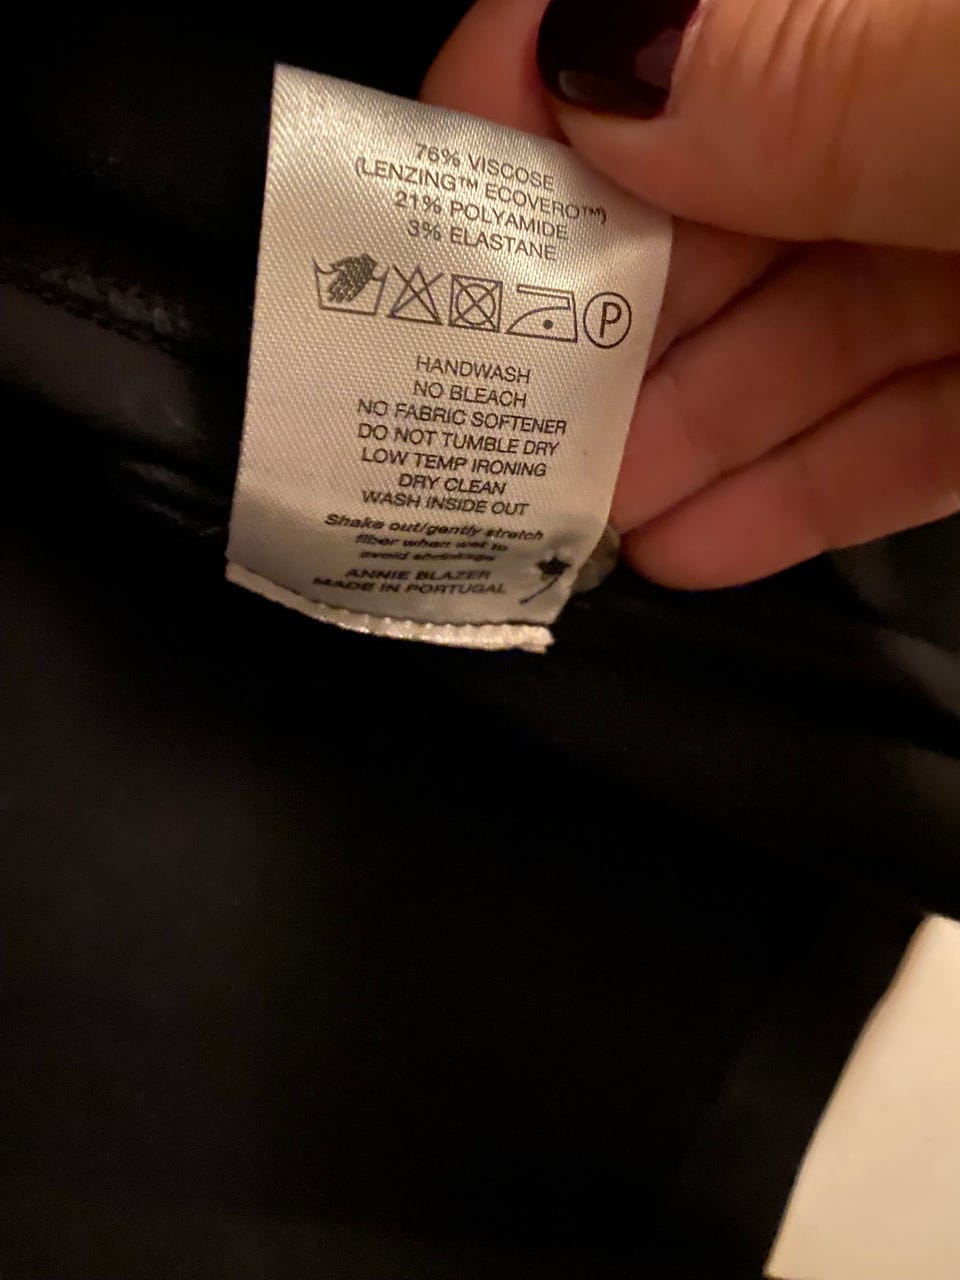 76% VISCOSE
(LENZING™ ECOVERO™)
21% POLYAMIDE
3% ELASTANE
P
HANDWASH
NO BLEACH
NO FABRIC SOFTENER
DO NOT TUMBLE DRY
LOW TEMP IRONING
DRY CLEAN
WASH INSIDE OUT
Shake out/gently stretch
fiber when wet to
avoid shrinkage
ANNIE BLAZER
MADE IN PORTUGAL